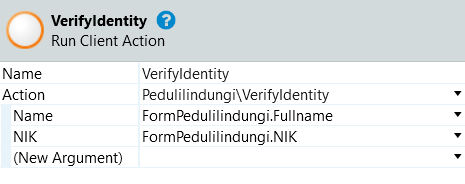 VerifyIdentity ?
Run Client Action
Name VerifyIdentity
Action Pedulilindungi\VerifyIdentity
Name FormPedulilindungi.Fullname
NIK FormPedulilindungi.NIK
(New Argument)